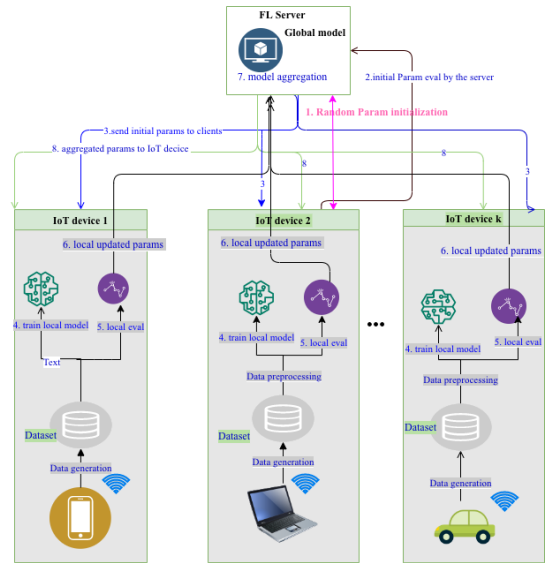 FL Server
Global model
7. model aggregation
2.initial Param eval by the server
1. Random Param initialization
3.send initial params to clients
8. aggregated params to IoT decice
8
8
3
3
IoT device 1
IoT device 2
IoT device k
6. local updated params
6. local updated params
6. local updated params
4. train local model
5. local eval
4. train local model
5. local eval
4. train local model
5. local eval
Text
Data preprocessing
Data preprocessing
Dataset
Dataset
Dataset
Data generation
Data generation
Data generation